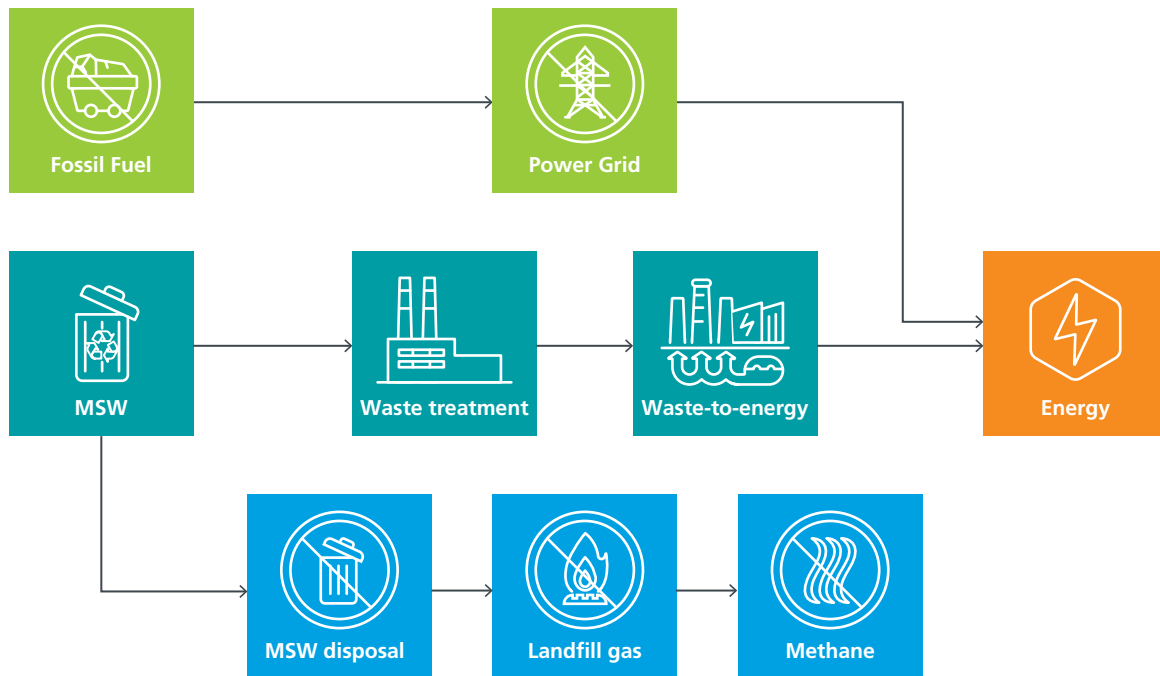 Fossil Fuel
Power Grid
MSW
Waste treatment
Waste-to-energy
Energy
MSW disposal
Landfill gas
Methane